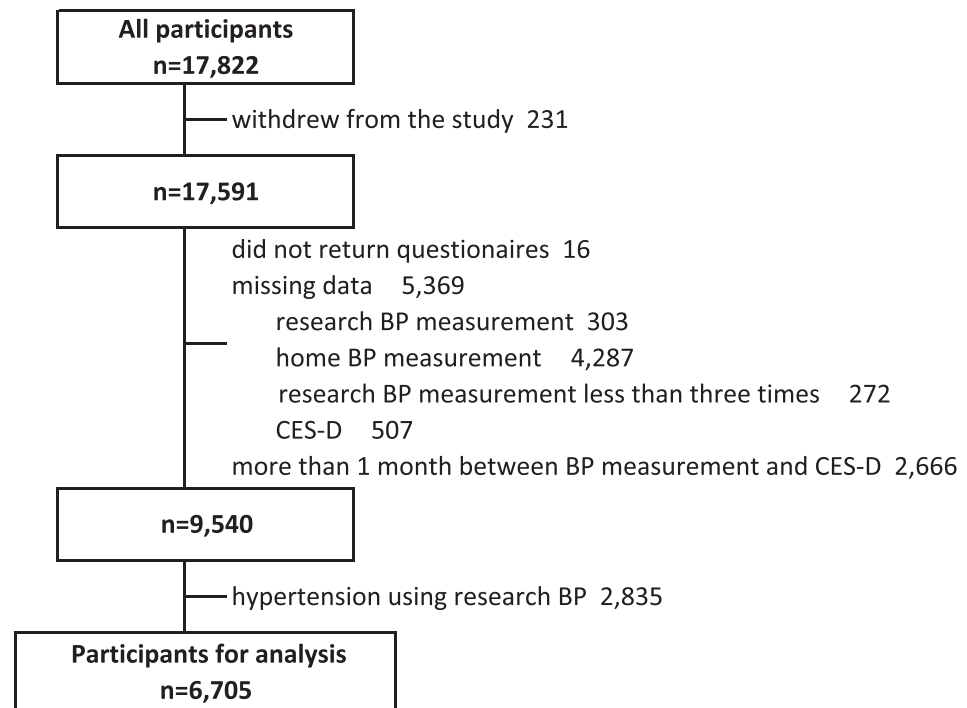 All participants
n=17,822
withdrew from the study 231
n=17,591
did not return questionaires 16
missing data 5,369
research BP measurement 303
home BP measurement 4,287
research BP measurement less than three times 272
CES-D 507
more than 1 month between BP measurement and CES-D 2,666
n=9,540
hypertension using research BP 2,835
Participants for analysis
n=6,705